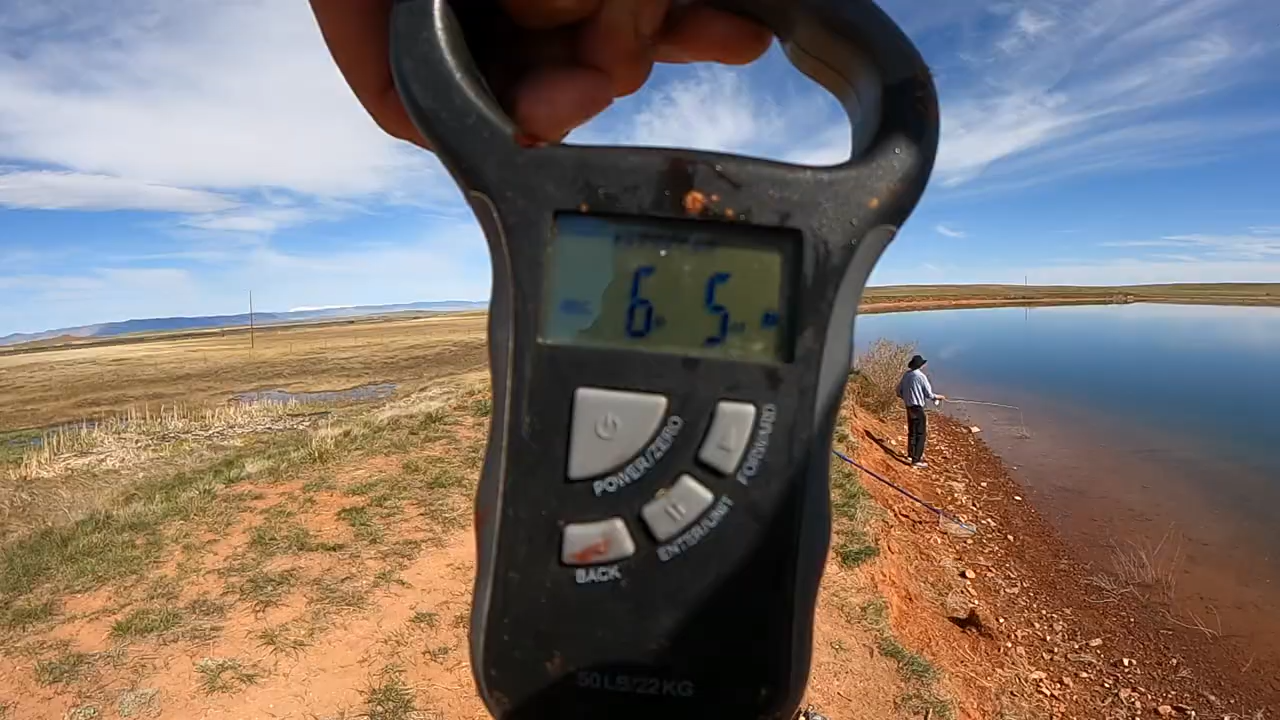 6 5
POWER/ZERO
FORWARD
ENTER/UNIT
BACK
50LB/22KG